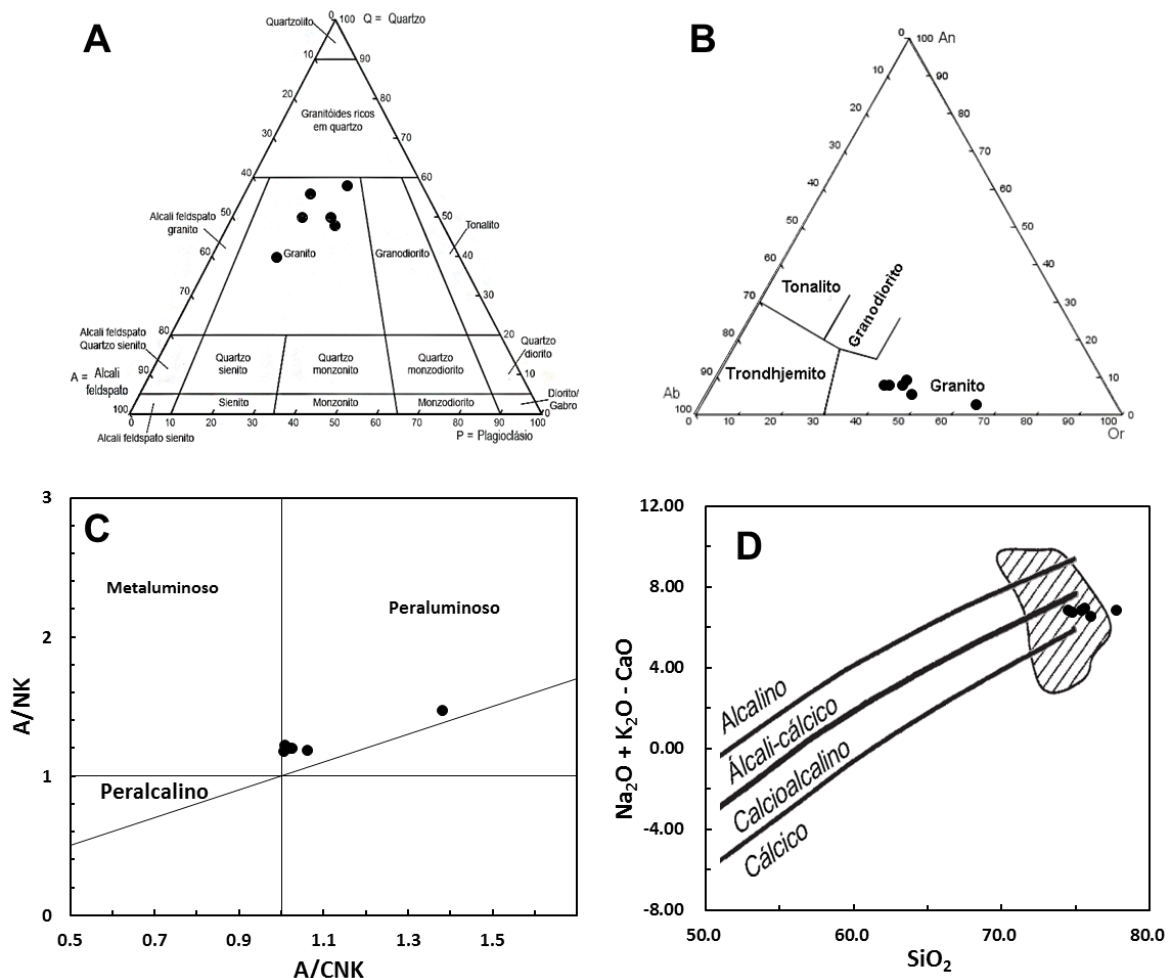 A
Quartzolito
0
100
Q = Quartzo
10
90
20
80
Granitóides ricos
em quartzo
30
70
40
60
Alcali feldspato
granito
50
50
Tonalito
60
Granito
Granodiorito
40
70
30
Alcali feldspato
Quartzo sienito
80
20
Quartzo
diorito
90
Quartzo
sienito
Quartzo
monzonito
Quartzo
monzodiorito
10
A = Alcali
feldspato
100
Sienito
Monzonito
Monzodiorito
Diorito/
Gabro
0
0 10 20 30 40 50 60 70 80 90 100
Alcali feldspato sienito
P = Plagioclásio
B
0
100
An
10
90
20
80
30
70
40
60
50
50
60
40
Tonalito
Granodiorito
70
30
80
20
Trondhjemito
Granito
90
10
Ab
100
0
10 20 30 40 50 60 70 80 90 100
Or
C
3
Metaluminoso
Peraluminoso
2
A/NK
1
Peralcalino
0
0.5 0.7 0.9 1.1 1.3 1.5
A/CNK
D
12.00
8.00
4.00
0.00
-4.00
-8.00
Na₂O + K₂O - CaO
Alcalino
Álcali-cálcico
Calcioalcalino
Cálcico
50.0 60.0 70.0 80.0
SiO₂